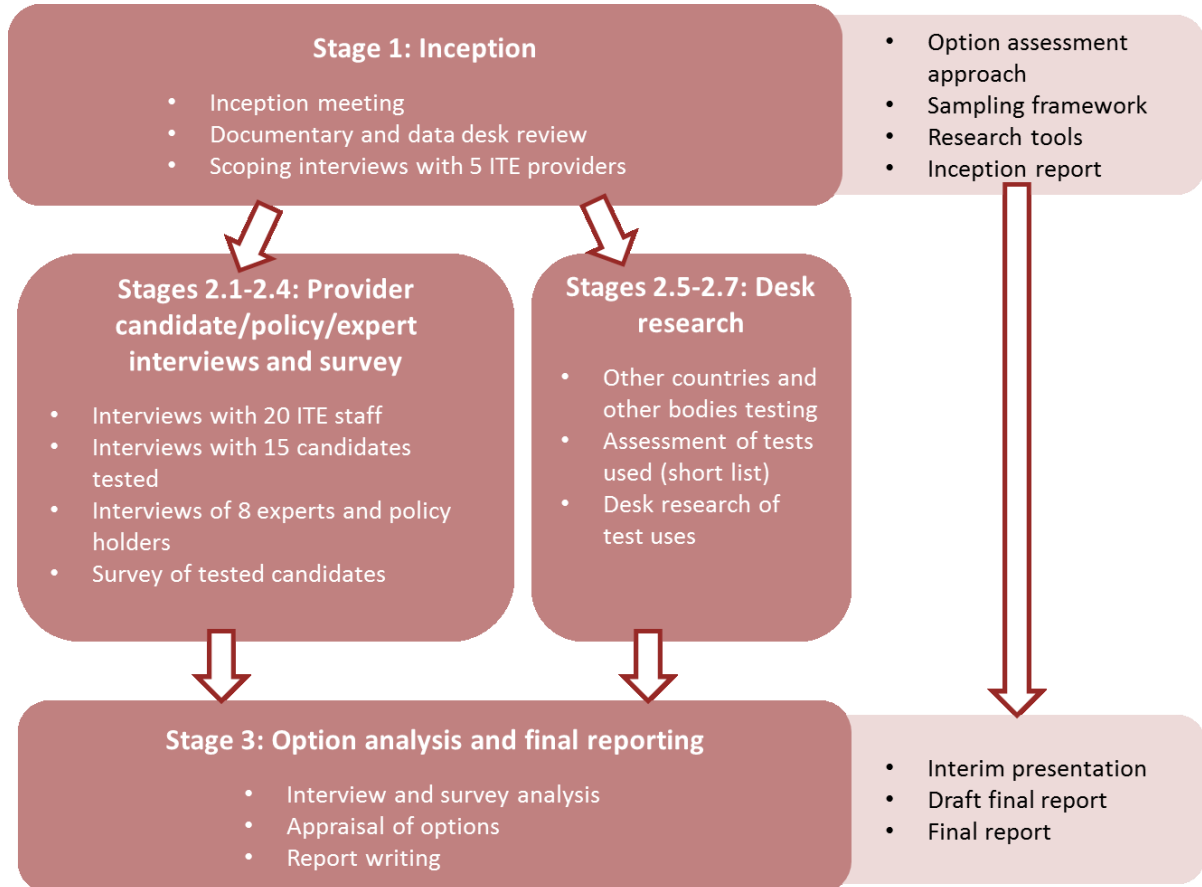 Stage 1: Inception
• Inception meeting
• Documentary and data desk review
• Scoping interviews with 5 ITE providers
• Option assessment
approach
• Sampling framework
• Research tools
• Inception report
Stages 2.1-2.4: Provider
candidate/policy/expert
interviews and survey
• Interviews with 20 ITE staff
• Interviews with 15 candidates
tested
• Interviews of 8 experts and policy
holders
• Survey of tested candidates
Stages 2.5-2.7: Desk
research
• Other countries and
other bodies testing
• Assessment of tests
used (short list)
• Desk research of
test uses
Stage 3: Option analysis and final reporting
• Interview and survey analysis
• Appraisal of options
• Report writing
• Interim presentation
• Draft final report
• Final report